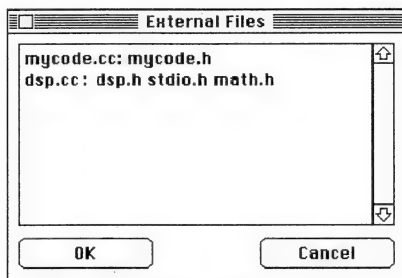 External Files
mycode.cc: mycode.h
dsp.cc: dsp.h stdio.h math.h
OK
Cancel